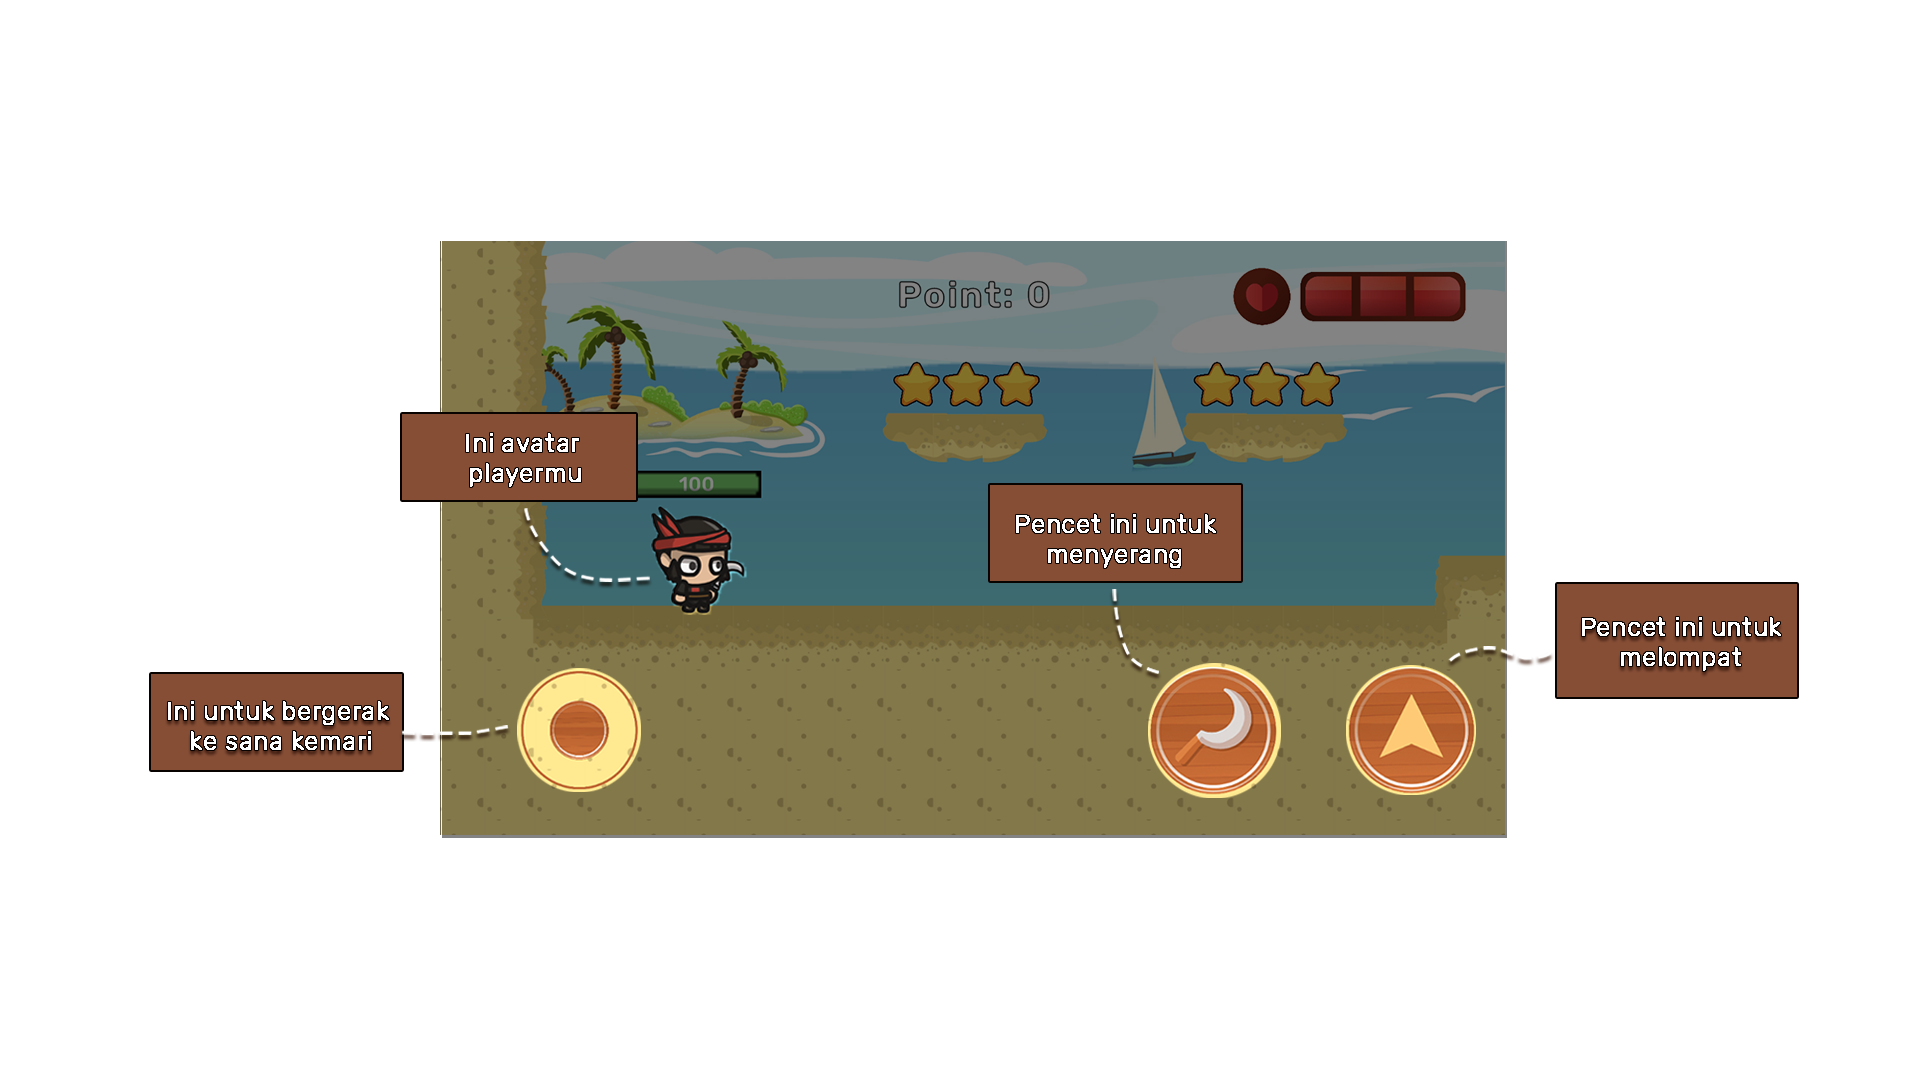 Point: 0
Ini avatar
playermu
100
Pencet ini untuk
menyerang
Pencet ini untuk
melompat
Ini untuk bergerak
ke sana kemari